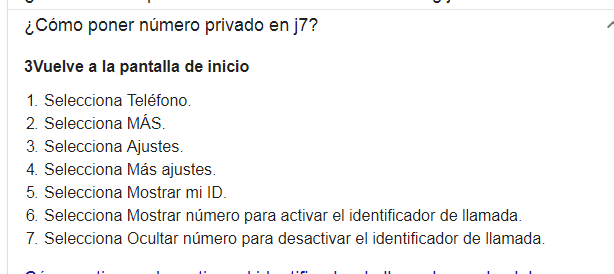 ¿Cómo poner número privado en j7?
3Vuelve a la pantalla de inicio
1. Selecciona Teléfono.
2. Selecciona MÁS.
3. Selecciona Ajustes.
4. Selecciona Más ajustes.
5. Selecciona Mostrar mi ID.
6. Selecciona Mostrar número para activar el identificador de llamada.
7. Selecciona Ocultar número para desactivar el identificador de llamada.